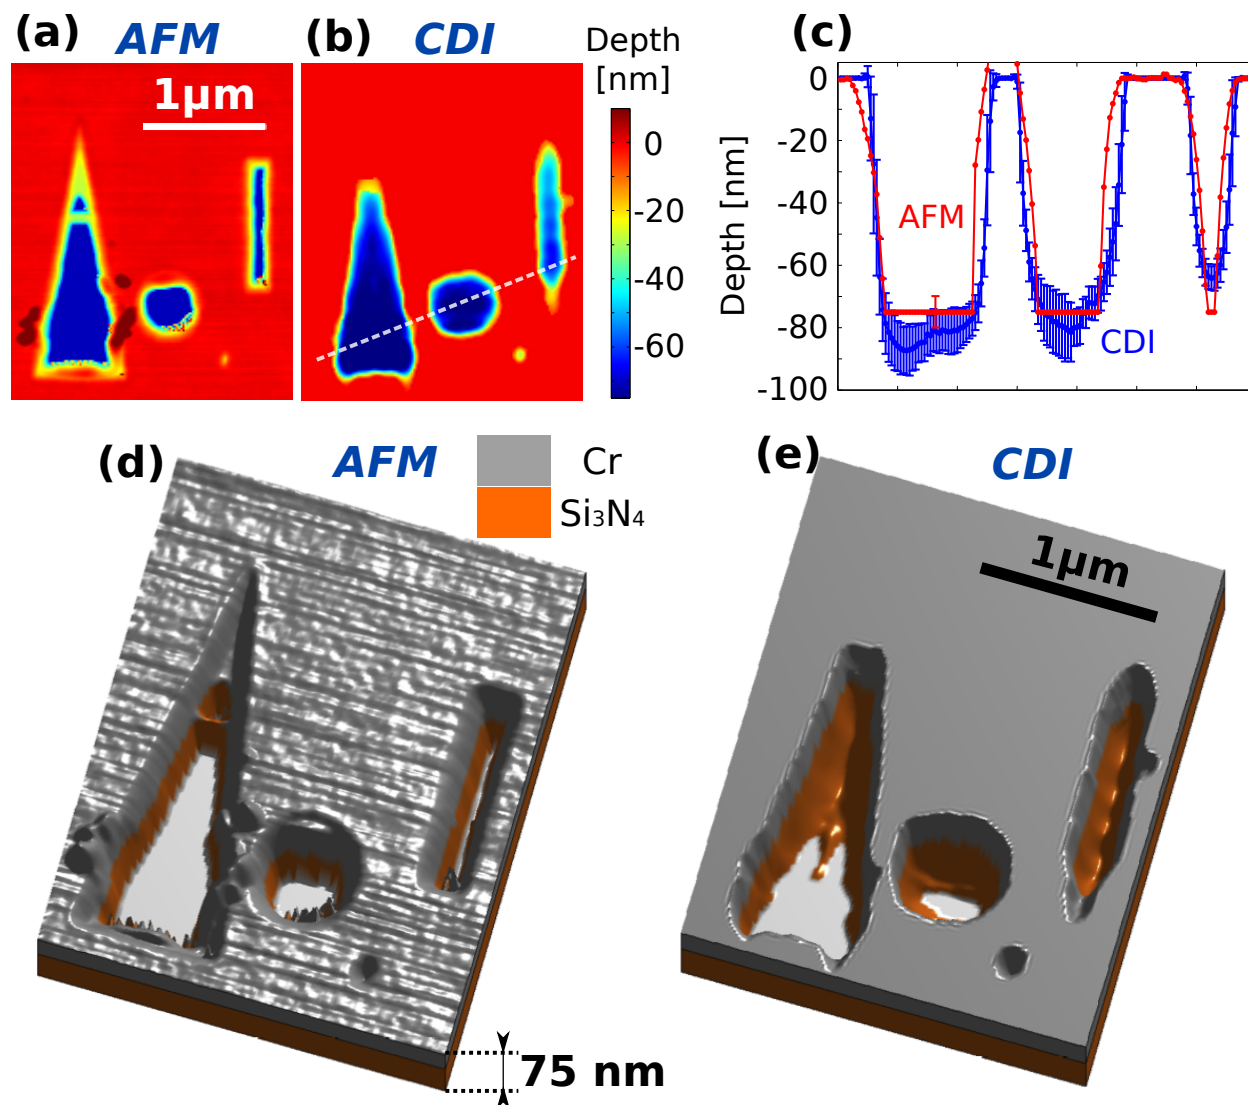 (a) AFM
(b) CDI
Depth
[nm]
(c)
1μm
0
-20
-40
-60
0
-20
-40
-60
-80
-100
Depth [nm]
AFM
CDI
(d) AFM
Cr
Si₃N₄
(e) CDI
1μm
75 nm